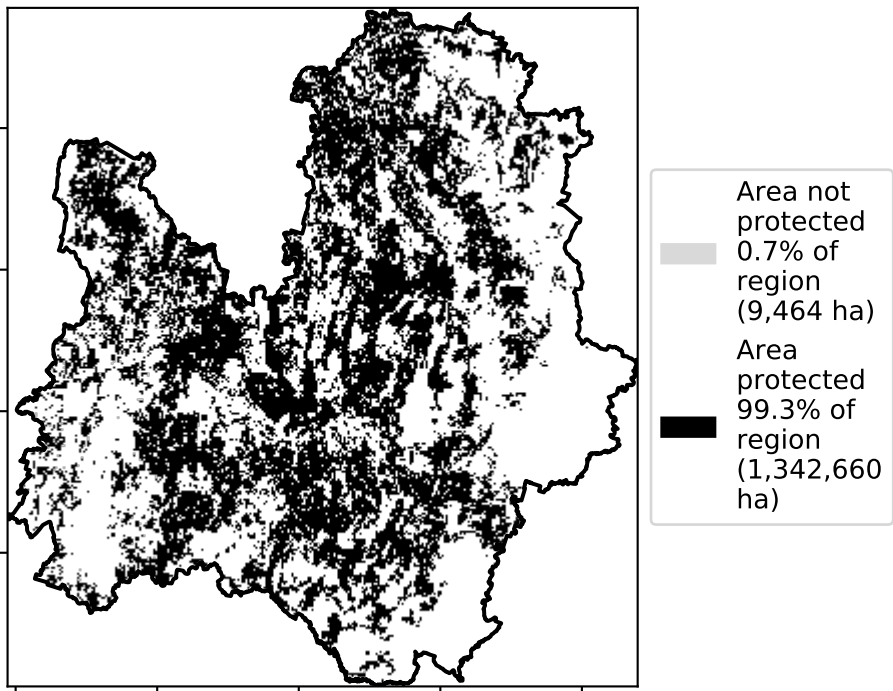 Area not
protected
0.7% of
region
(9,464 ha)
Area
protected
99.3% of
region
(1,342,660
ha)